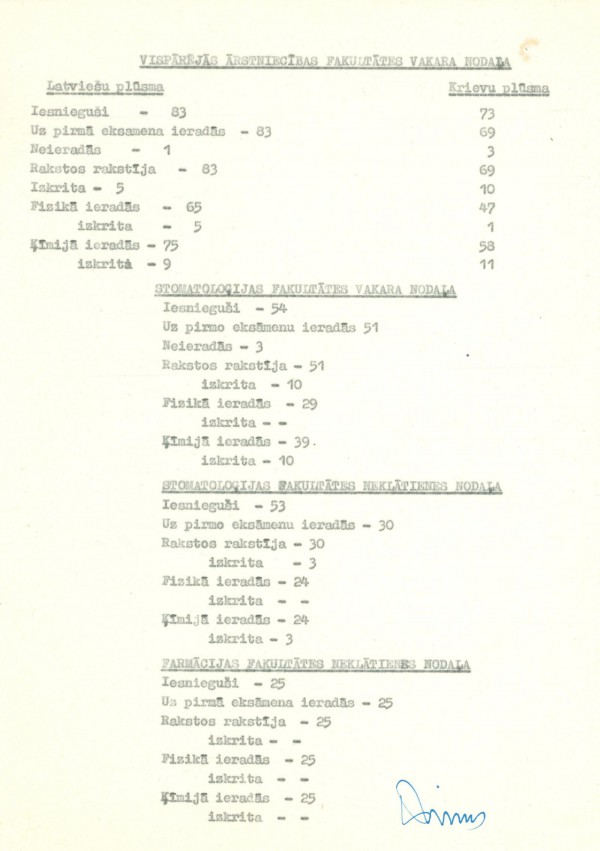 VISPĀRĒJĀS ĀRSTNIECĪBAS FAKULTĀTES VAKARA NODAĻA
Latviešu plūsma Krievu plūsma
Iesnieguši - 83 73
Uz pirmā eksamena ieradās - 83 69
Neieradās - 1 3
Rakstos rakstīja - 83 69
Izkrita - 5 10
Fizikā ieradās - 65 47
izkrita - 5 1
Ķīmijā ieradās - 75 58
izkrita - 9 11
STOMATOLOĢIJAS FAKULTĀTES VAKARA NODAĻA
Iesnieguši - 54
Uz pirmo eksāmenu ieradās 51
Neieradās - 3
Rakstos rakstīja - 51
izkrita - 10
Fizikā ieradās - 29
izkrita - -
Ķīmijā ieradās - 39.
izkrita - 10
STOMATOLOĢIJAS FAKULTĀTES NEKLĀTIENES NODAĻA
Iesnieguši - 53
Uz pirmo eksāmenu ieradās - 30
Rakstos rakstīja - 30
izkrita - 3
Fizikā ieradās - 24
izkrita - -
Ķīmijā ieradās - 24
izkrita - 3
FARMĀCIJAS FAKULTĀTES NEKLĀTIENES NODAĻA
Iesnieguši - 25
Uz pirmā eksāmena ieradās - 25
Rakstos rakstīja - 25
izkrita - -
Fizikā ieradās - 25
izkrita - -
Ķīmijā ieradās - 25
izkrita - -